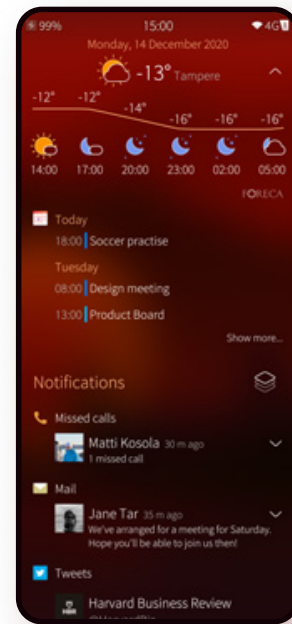 99% 15:00 4G
Monday, 14 December 2020
-13° Tampere
-12° -12° -14° -16° -16° -16°
14:00 17:00 20:00 23:00 02:00 05:00
FORECA
Today
18:00 Soccer practise
Tuesday
08:00 Design meeting
13:00 Product Board
Show more...
Notifications
Missed calls
Matti Kosola 30 m ago
1 missed call
Mail
Jane Tar 35 m ago
We've arranged for a meeting for Saturday.
Hope you'll be able to join us then!
Tweets
Harvard Business Review